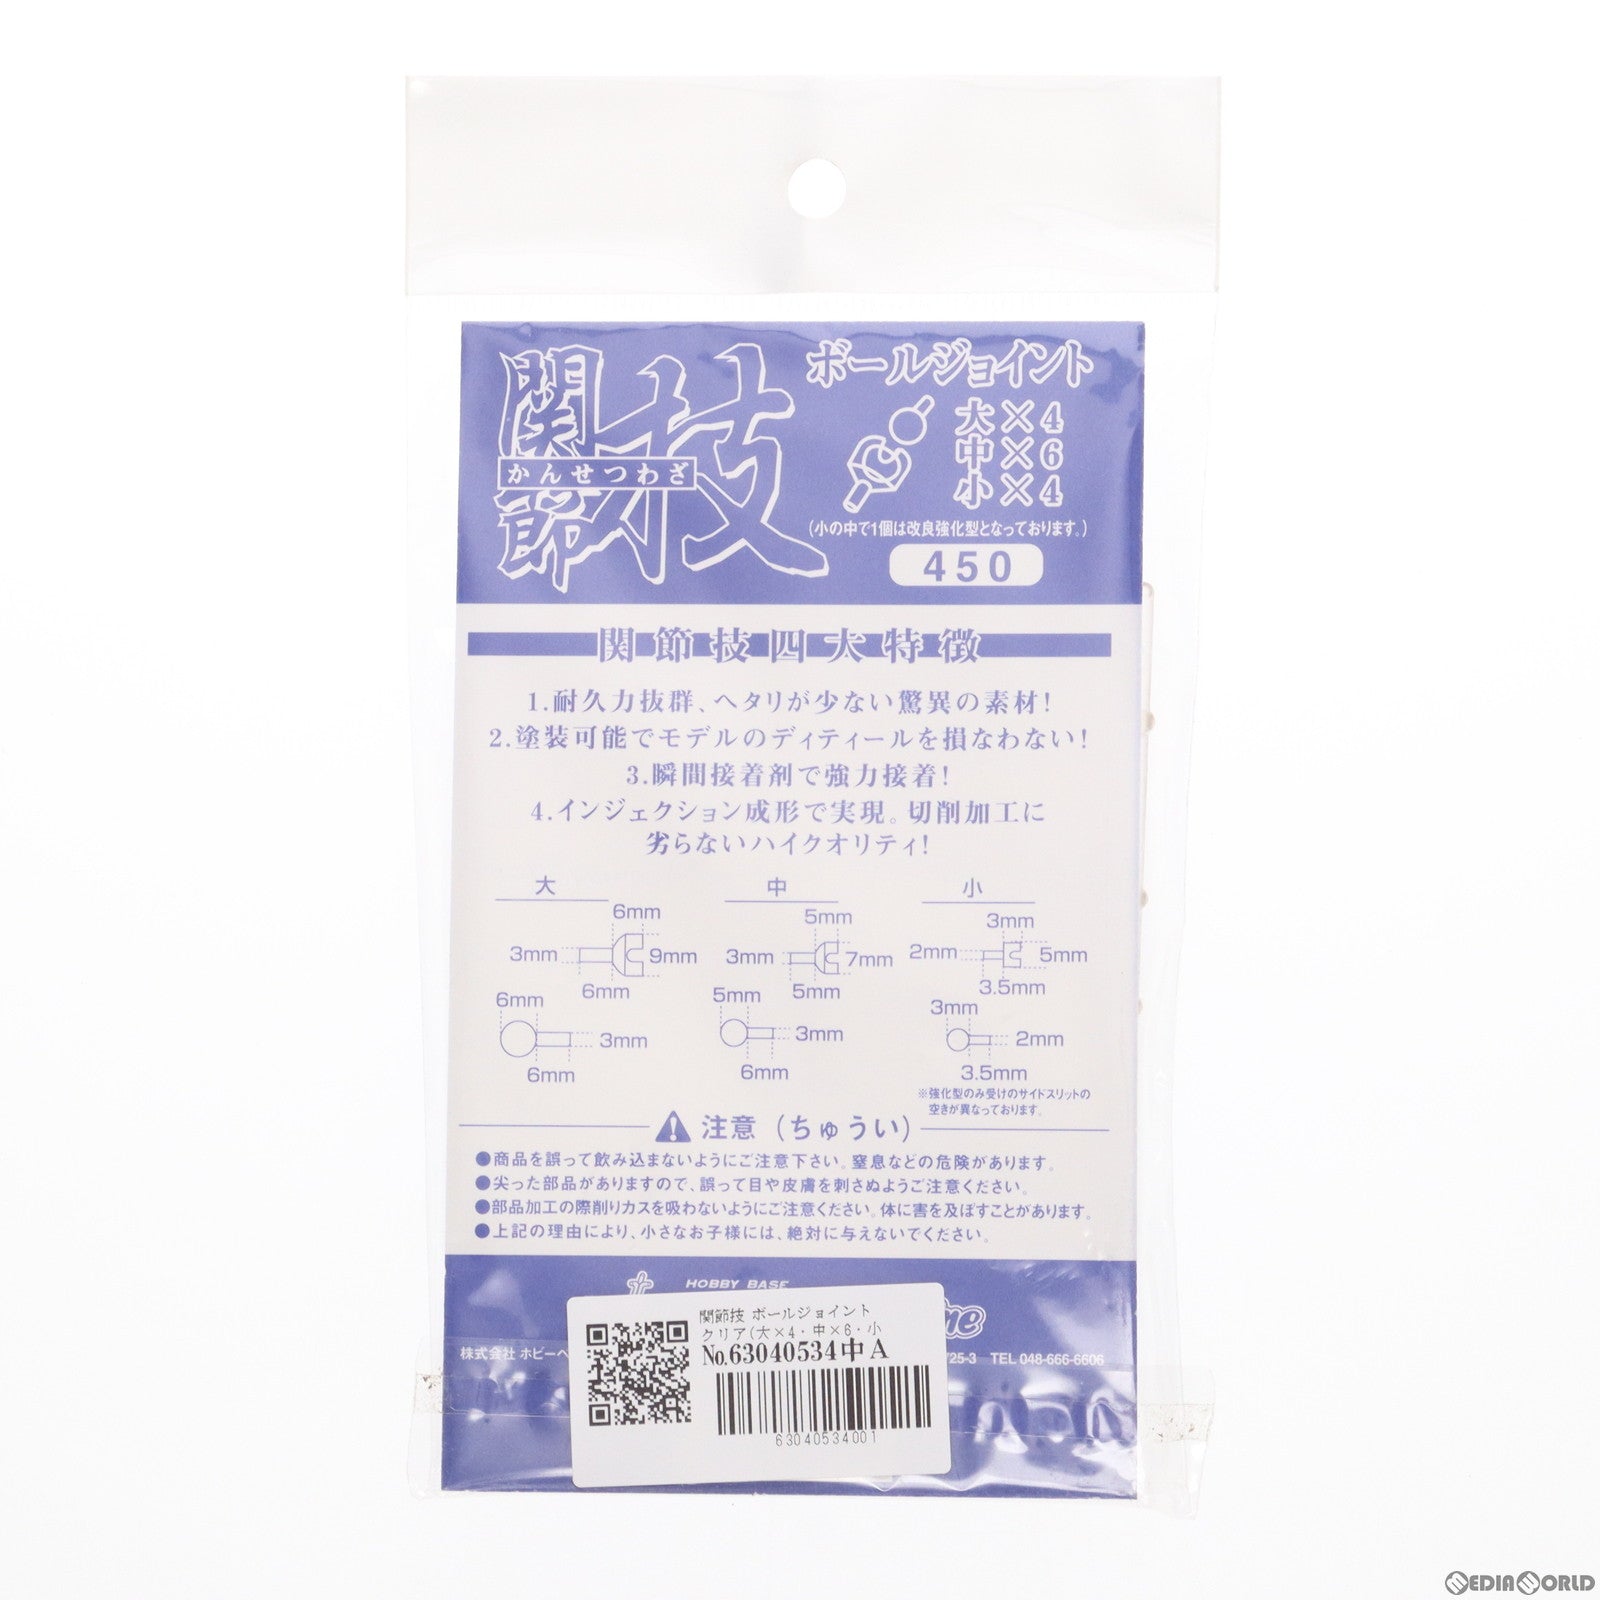 関節技
かんせつわざ
ボールジョイント
大×4
中×6
小×4
(小の中で1個は改良強化型となっております。)
450
関節技四大特徴
1.耐久力抜群、ヘタリが少ない驚異の素材!
2.塗装可能でモデルのディティールを損なわない!
3.瞬間接着剤で強力接着!
4.インジェクション成形で実現。切削加工に
劣らないハイクオリティ!
大 中 小
6mm 5mm 3mm
3mm 9mm 3mm 7mm 2mm 5mm
6mm 5mm 3.5mm
6mm 5mm 3mm
3mm 3mm 2mm
6mm 6mm 3.5mm
※強化型のみ受けのサイドスリットの
空きが異なっております。
注意(ちゅうい)
●商品を誤って飲み込まないようにご注意下さい。窒息などの危険があります。
●尖った部品がありますので、誤って目や皮膚を刺さぬようご注意ください。
●部品加工の際削りカスを吸わないようにご注意ください。体に害を及ぼすことがあります。
●上記の理由により、小さなお子様には、絶対に与えないでください。
HOBBY BASE
株式会社 ホビーベ
725-3 TEL 048-666-6606
関節技 ボールジョイント
クリア(大×4・中×6・小
No.63040534中A
63040534001
MEDIAWORLD